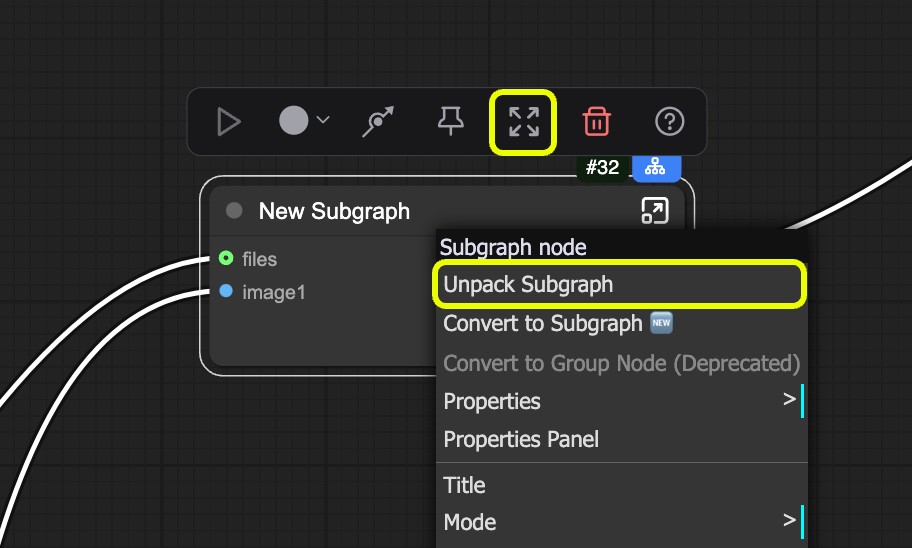 #32
New Subgraph
files
image1
Subgraph node
Unpack Subgraph
Convert to Subgraph NEW
Convert to Group Node (Deprecated)
Properties >
Properties Panel
Title
Mode >